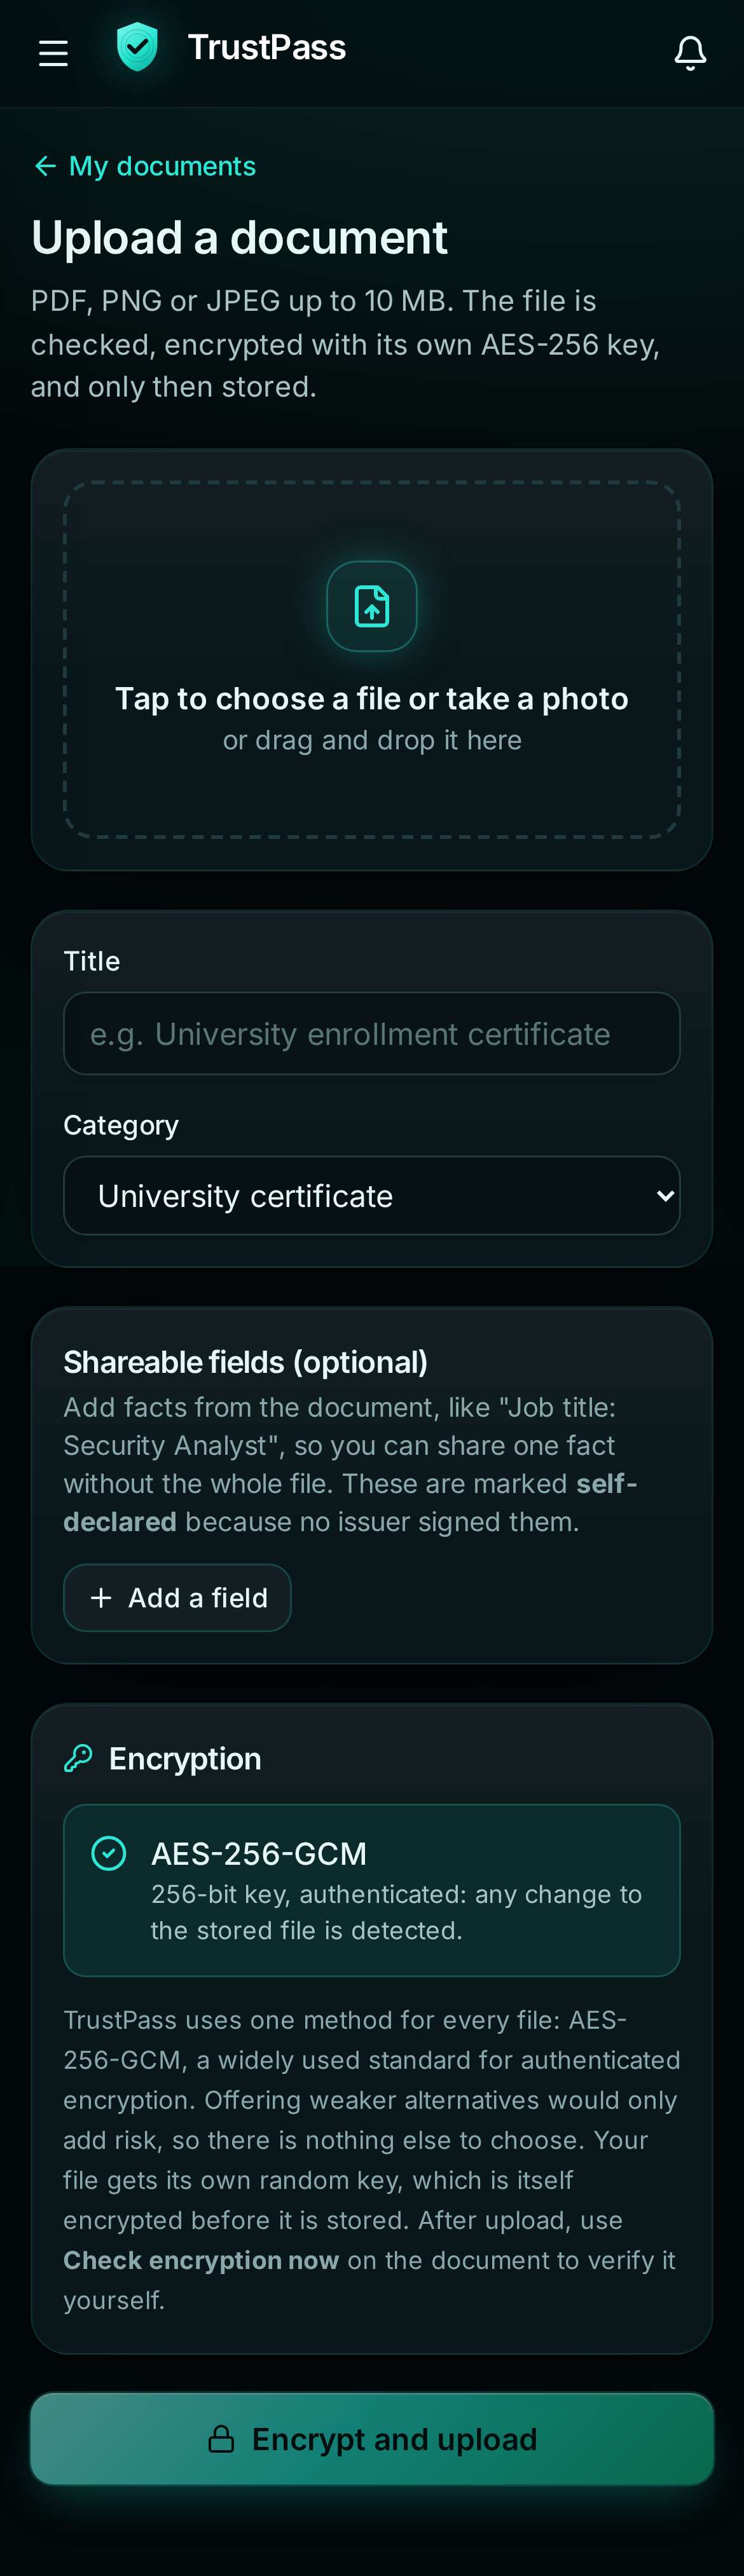 TrustPass
My documents
Upload a document
PDF, PNG or JPEG up to 10 MB. The file is
checked, encrypted with its own AES-256 key,
and only then stored.
Tap to choose a file or take a photo
or drag and drop it here
Title
e.g. University enrollment certificate
Category
University certificate
Shareable fields (optional)
Add facts from the document, like "Job title:
Security Analyst", so you can share one fact
without the whole file. These are marked self-
declared because no issuer signed them.
Add a field
Encryption
AES-256-GCM
256-bit key, authenticated: any change to
the stored file is detected.
TrustPass uses one method for every file: AES-
256-GCM, a widely used standard for authenticated
encryption. Offering weaker alternatives would only
add risk, so there is nothing else to choose. Your
file gets its own random key, which is itself
encrypted before it is stored. After upload, use
Check encryption now on the document to verify it
yourself.
Encrypt and upload